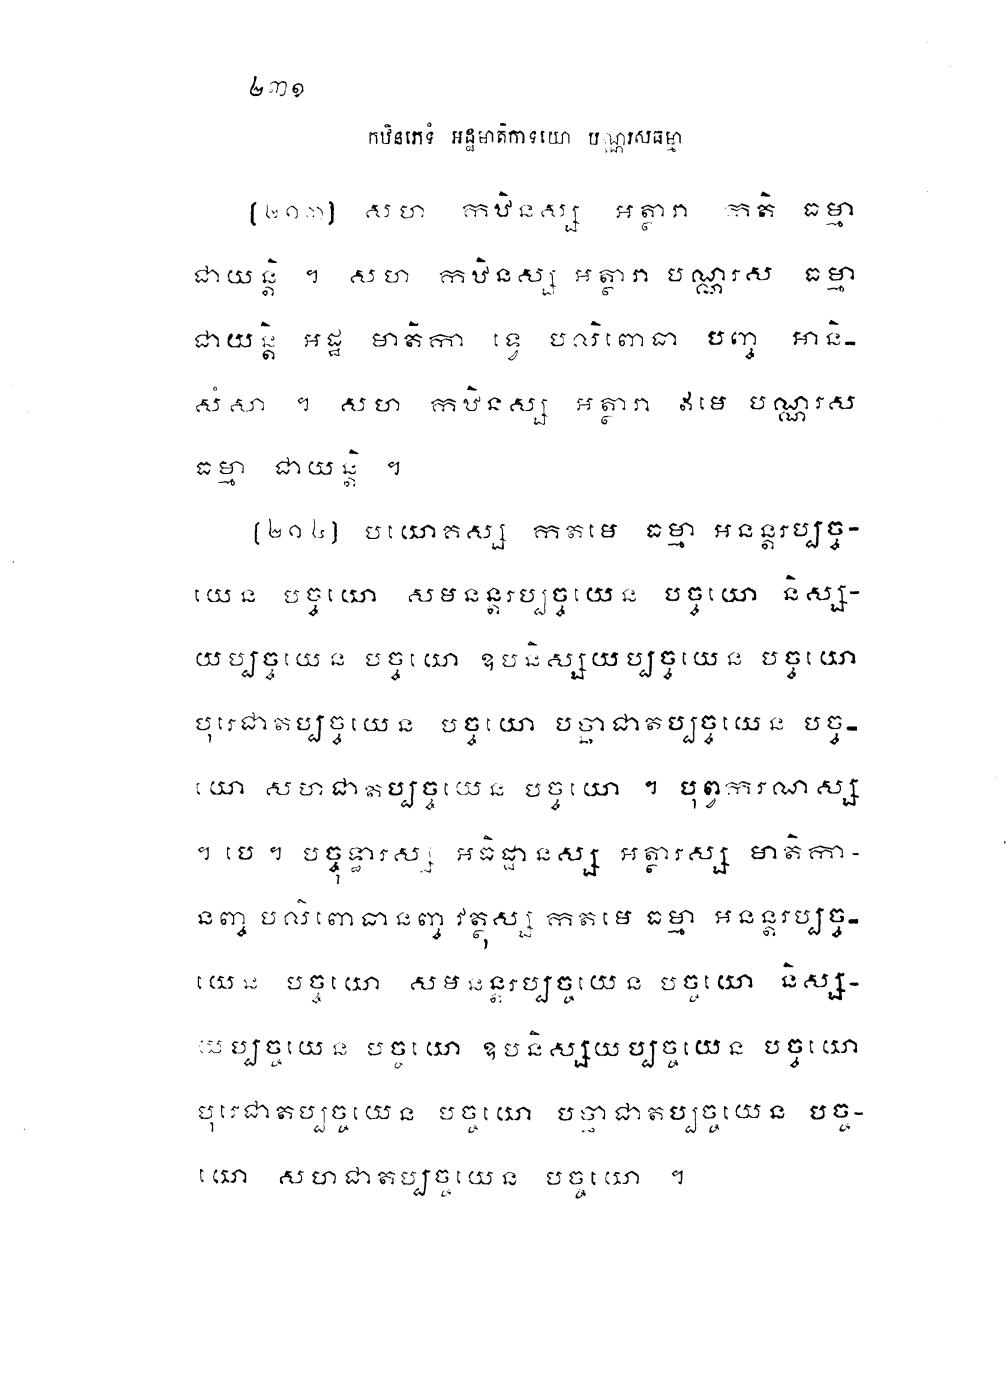 ២៣១
កឋិនភេទំ អដ្ឋមាតិកាទយោ បណ្ណរសធម្មា
(២០៣) សហ កឋិនស្ស អត្ថារា កតិ ធម្មា
ជាយន្តិ ។ សហ កឋិនស្ស អត្ថារា បណ្ណរស ធម្មា
ជាយន្តិ អដ្ឋ មាតិកា ទ្វេ បលិពោធា បញ្ច អានិ-
សំសា ។ សហ កឋិនស្ស អត្ថារា ឥមេ បណ្ណរស
ធម្មា ជាយន្តិ ។
(២០៤) បយោគស្ស កតមេ ធម្មា អនន្តរប្បច្ច-
យេន បច្ចយោ សមនន្តរប្បច្ចយេន បច្ចយោ និស្ស-
យប្បច្ចយេន បច្ចយោ ឧបនិស្សយប្បច្ចយេន បច្ចយោ
បុរេជាតប្បច្ចយេន បច្ចយោ បច្ឆាជាតប្បច្ចយេន បច្ច-
យោ សហជាតប្បច្ចយេន បច្ចយោ ។ បុព្វករណស្ស
។ បេ ។ បច្ចុទ្ធារស្ស អធិដ្ឋានស្ស អត្ថារស្ស មាតិកា-
នញ្ច បលិពោធានញ្ច វត្ថុស្ស កតមេ ធម្មា អនន្តរប្បច្ច-
យេន បច្ចយោ សមនន្តរប្បច្ចយេន បច្ចយោ និស្ស-
យប្បច្ចយេន បច្ចយោ ឧបនិស្សយប្បច្ចយេន បច្ចយោ
បុរេជាតប្បច្ចយេន បច្ចយោ បច្ឆាជាតប្បច្ចយេន បច្ច-
យោ សហជាតប្បច្ចយេន បច្ចយោ ។